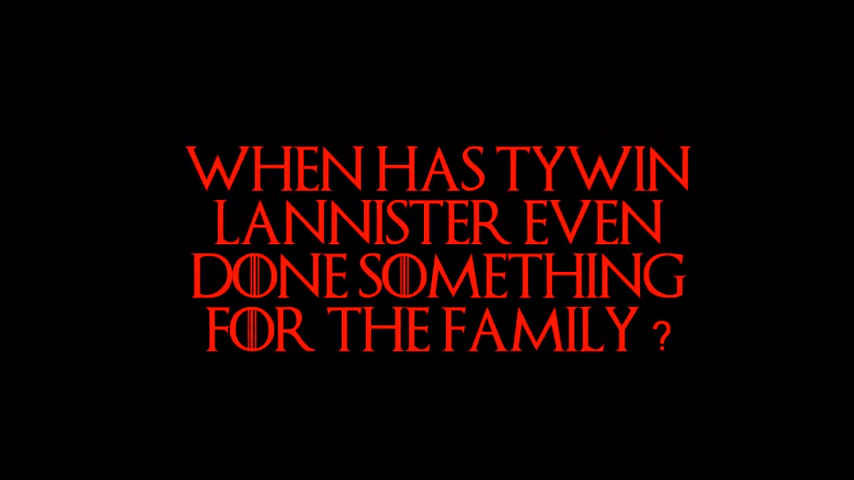 WHEN HAS TYWIN
LANNISTER EVEN
DONE SOMETHING
FOR THE FAMILY ?